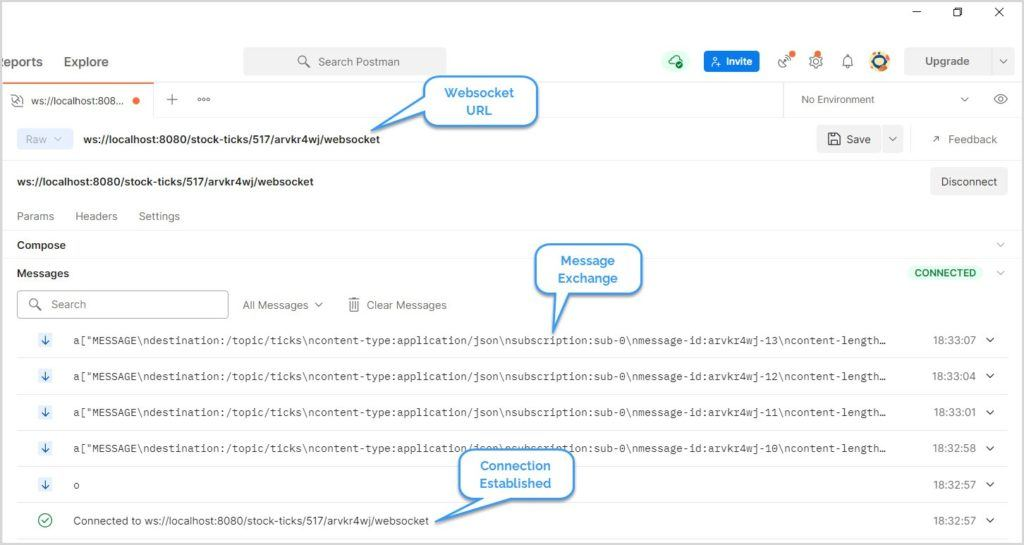 Reports Explore Search Postman Invite Upgrade
ws://localhost:808... No Environment
Websocket
URL
Raw ws://localhost:8080/stock-ticks/517/arvkr4wj/websocket Save Feedback
ws://localhost:8080/stock-ticks/517/arvkr4wj/websocket Disconnect
Params Headers Settings
Compose
Message
Exchange
Messages CONNECTED
Search All Messages Clear Messages
a["MESSAGE\ndestination:/topic/ticks\ncontent-type:application/json\nsubscription:sub-0\nmessage-id:arvkr4wj-13\ncontent-length… 18:33:07
a["MESSAGE\ndestination:/topic/ticks\ncontent-type:application/json\nsubscription:sub-0\nmessage-id:arvkr4wj-12\ncontent-length… 18:33:04
a["MESSAGE\ndestination:/topic/ticks\ncontent-type:application/json\nsubscription:sub-0\nmessage-id:arvkr4wj-11\ncontent-length… 18:33:01
a["MESSAGE\ndestination:/topic/ticks\ncontent-type:application/json\nsubscription:sub-0\nmessage-id:arvkr4wj-10\ncontent-length… 18:32:58
Connection
Established
o 18:32:57
Connected to ws://localhost:8080/stock-ticks/517/arvkr4wj/websocket 18:32:57